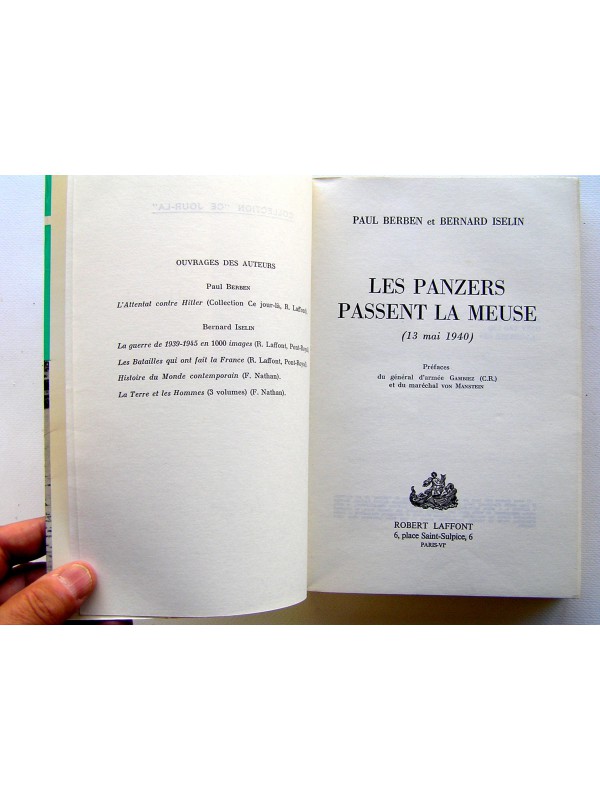 OUVRAGES DES AUTEURS
Paul BERBEN
L'Attentat contre Hitler (Collection Ce jour-là, R. Laffont).
Bernard ISELIN
La guerre de 1939-1945 en 1000 images (R. Laffont, Pont-Royal
Les Batailles qui ont fait la France (R. Laffont, Pont-Royal
Histoire du Monde contemporain (F. Nathan).
La Terre et les Hommes (3 volumes) (F. Nathan).
PAUL BERBEN et BERNARD ISELIN
LES PANZERS
PASSENT LA MEUSE
(13 mai 1940)
Préfaces
du général d'armée GAMBIEZ (C.R.)
et du maréchal VON MANSTEIN
ROBERT LAFFONT
6, place Saint-Sulpice, 6
PARIS-VIᵉ